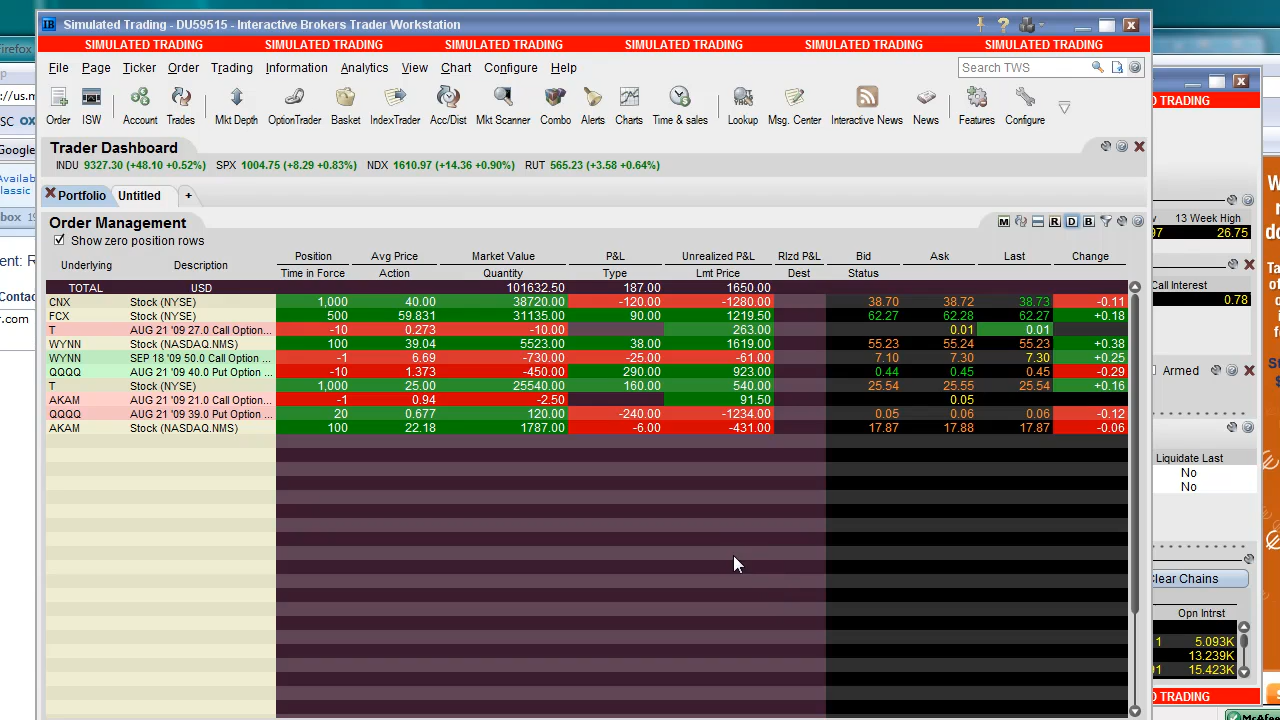 Simulated Trading - DU59515 - Interactive Brokers Trader Workstation
SIMULATED TRADING SIMULATED TRADING SIMULATED TRADING SIMULATED TRADING SIMULATED TRADING SIMULATED TRADING
File Page Ticker Order Trading Information Analytics View Chart Configure Help Search TWS
Order ISW Account Trades Mkt Depth OptionTrader Basket IndexTrader Acc/Dist Mkt Scanner Combo Alerts Charts Time & sales Lookup Msg. Center Interactive News News Features Configure
Trader Dashboard
INDU 9327.30 (+48.10 +0.52%) SPX 1004.75 (+8.29 +0.83%) NDX 1610.97 (+14.36 +0.90%) RUT 565.23 (+3.58 +0.64%)
Portfolio Untitled +
Order Management M R D B
Show zero position rows
Underlying Description Position Avg Price Market Value P&L Unrealized P&L Rlzd P&L Bid Ask Last Change
Time in Force Action Quantity Type Lmt Price Dest Status
TOTAL USD 101632.50 187.00 1650.00
CNX Stock (NYSE) 1,000 40.00 38720.00 -120.00 -1280.00 38.70 38.72 38.73 -0.11
FCX Stock (NYSE) 500 59.831 31135.00 90.00 1219.50 62.27 62.28 62.27 +0.18
T AUG 21 '09 27.0 Call Option... -10 0.273 -10.00 263.00 0.01 0.01
WYNN Stock (NASDAQ.NMS) 100 39.04 5523.00 38.00 1619.00 55.23 55.24 55.23 +0.38
WYNN SEP 18 '09 50.0 Call Option ... -1 6.69 -730.00 -25.00 -61.00 7.10 7.30 7.30 +0.25
QQQQ AUG 21 '09 40.0 Put Option ... -10 1.373 -450.00 290.00 923.00 0.44 0.45 0.45 -0.29
T Stock (NYSE) 1,000 25.00 25540.00 160.00 540.00 25.54 25.55 25.54 +0.16
AKAM AUG 21 '09 21.0 Call Option... -1 0.94 -2.50 91.50 0.05
QQQQ AUG 21 '09 39.0 Put Option ... 20 0.677 120.00 -240.00 -1234.00 0.05 0.06 0.06 -0.12
AKAM Stock (NASDAQ.NMS) 100 22.18 1787.00 -6.00 -431.00 17.87 17.88 17.87 -0.06
D TRADING
13 Week High
26.75
Call Interest
0.78
Armed
Liquidate Last
No
No
Clear Chains
Opn Intrst
5.093K
13.239K
15.423K
D TRADING
Firefox
/us.m
Google
Availab
lassic
box
ent: R
Contac
r.com
McAfee